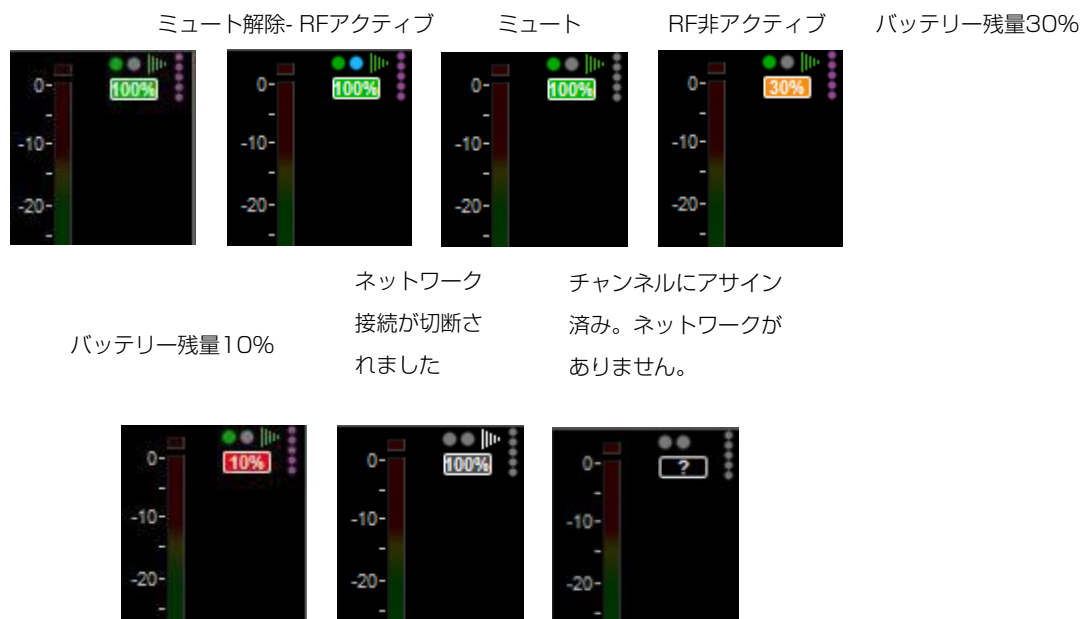 ミュート解除- RFアクティブ
ミュート
RF非アクティブ
バッテリー残量30%
0-
-10-
-20-
100%
0-
-10-
-20-
100%
0-
-10-
-20-
100%
0-
-10-
-20-
30%
バッテリー残量10%
ネットワーク
接続が切断さ
れました
チャンネルにアサイン
済み。ネットワークが
ありません。
0-
-10-
-20-
10%
0-
-10-
-20-
100%
0-
-10-
-20-
?